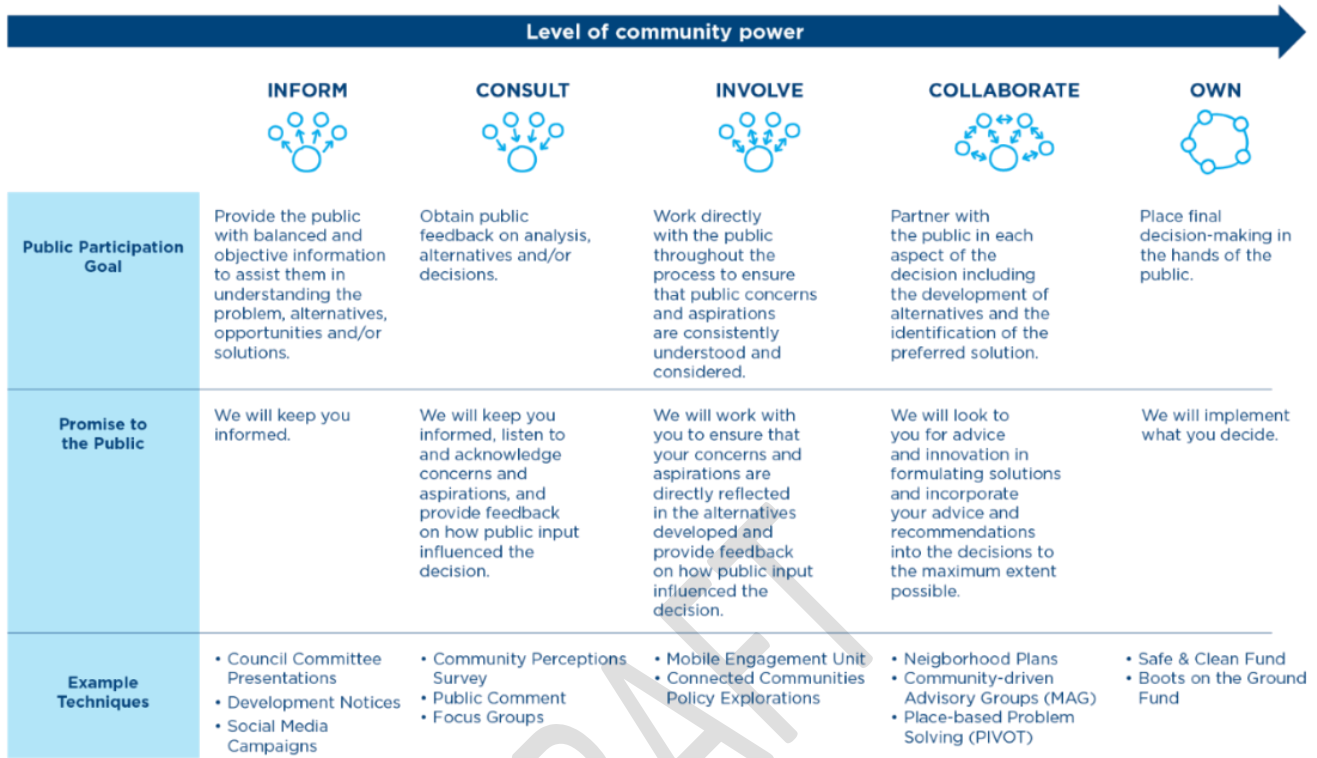 Level of community power
INFORM
CONSULT
INVOLVE
COLLABORATE
OWN
Public Participation
Goal
Provide the public
with balanced and
objective information
to assist them in
understanding the
problem, alternatives,
opportunities and/or
solutions.
Obtain public
feedback on analysis,
alternatives and/or
decisions.
Work directly
with the public
throughout the
process to ensure
that public concerns
and aspirations
are consistently
understood and
considered.
Partner with
the public in each
aspect of the
decision including
the development of
alternatives and the
identification of the
preferred solution.
Place final
decision-making in
the hands of the
public.
Promise to
the Public
We will keep you
informed.
We will keep you
informed, listen to
and acknowledge
concerns and
aspirations, and
provide feedback
on how public input
influenced the
decision.
We will work with
you to ensure that
your concerns and
aspirations are
directly reflected
in the alternatives
developed and
provide feedback
on how public input
influenced the
decision.
We will look to
you for advice
and innovation in
formulating solutions
and incorporate
your advice and
recommendations
into the decisions to
the maximum extent
possible.
We will implement
what you decide.
Example
Techniques
• Council Committee
Presentations
• Development Notices
• Social Media
Campaigns
• Community Perceptions
Survey
• Public Comment
• Focus Groups
• Mobile Engagement Unit
• Connected Communities
Policy Explorations
• Neigborhood Plans
• Community-driven
Advisory Groups (MAG)
• Place-based Problem
Solving (PIVOT)
• Safe & Clean Fund
• Boots on the Ground
Fund
DRAFT